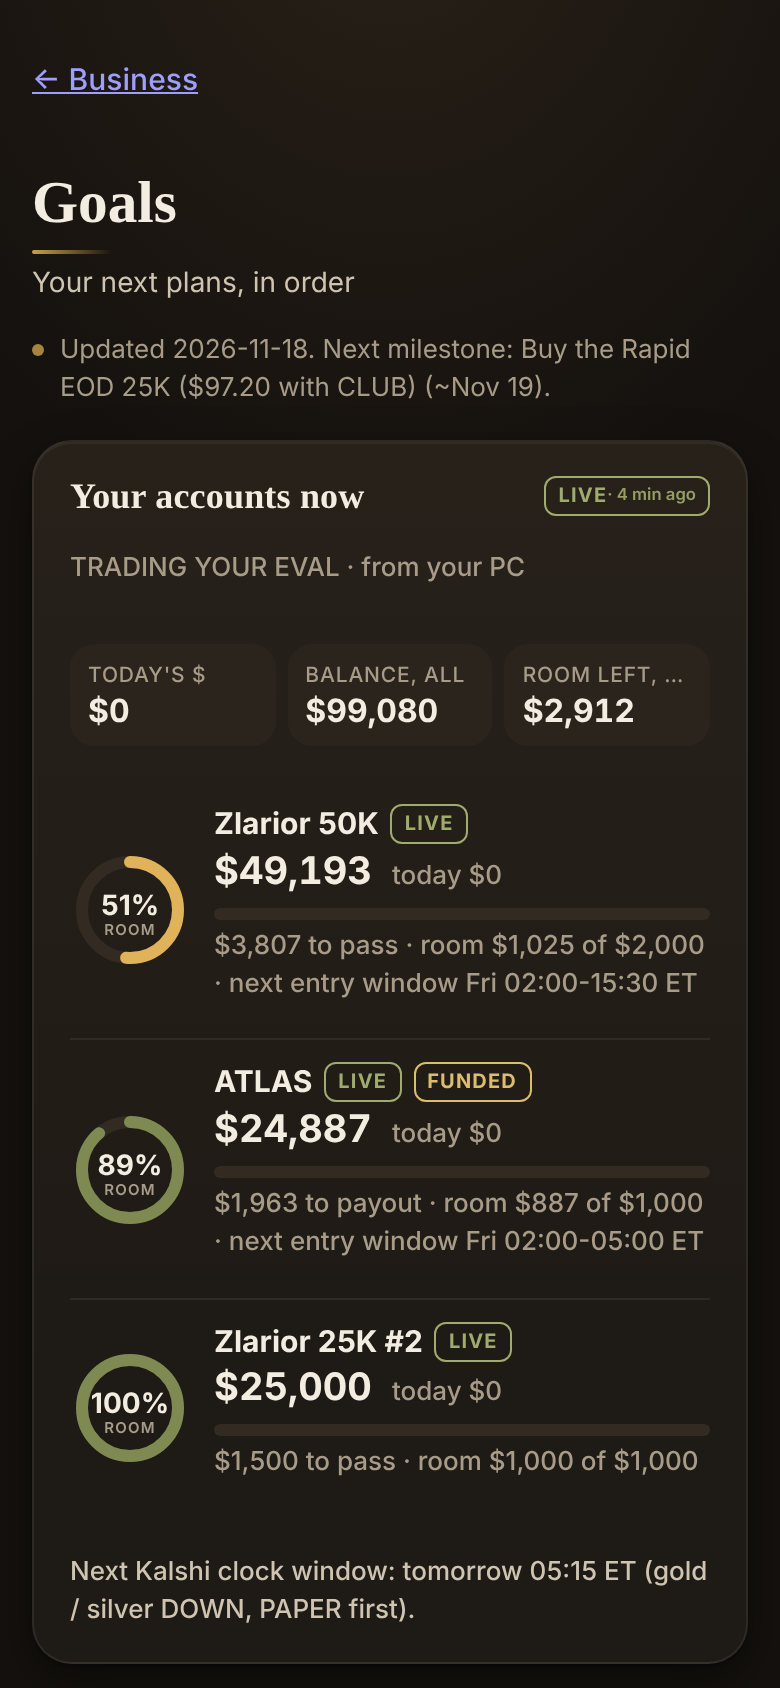 ← Business
Goals
Your next plans, in order
Updated 2026-11-18. Next milestone: Buy the Rapid
EOD 25K ($97.20 with CLUB) (~Nov 19).
Your accounts now
LIVE · 4 min ago
TRADING YOUR EVAL · from your PC
TODAY'S $
$0
BALANCE, ALL
$99,080
ROOM LEFT, ...
$2,912
51%
ROOM
Zlarior 50K LIVE
$49,193 today $0
$3,807 to pass · room $1,025 of $2,000
· next entry window Fri 02:00-15:30 ET
89%
ROOM
ATLAS LIVE FUNDED
$24,887 today $0
$1,963 to payout · room $887 of $1,000
· next entry window Fri 02:00-05:00 ET
100%
ROOM
Zlarior 25K #2 LIVE
$25,000 today $0
$1,500 to pass · room $1,000 of $1,000
Next Kalshi clock window: tomorrow 05:15 ET (gold
/ silver DOWN, PAPER first).